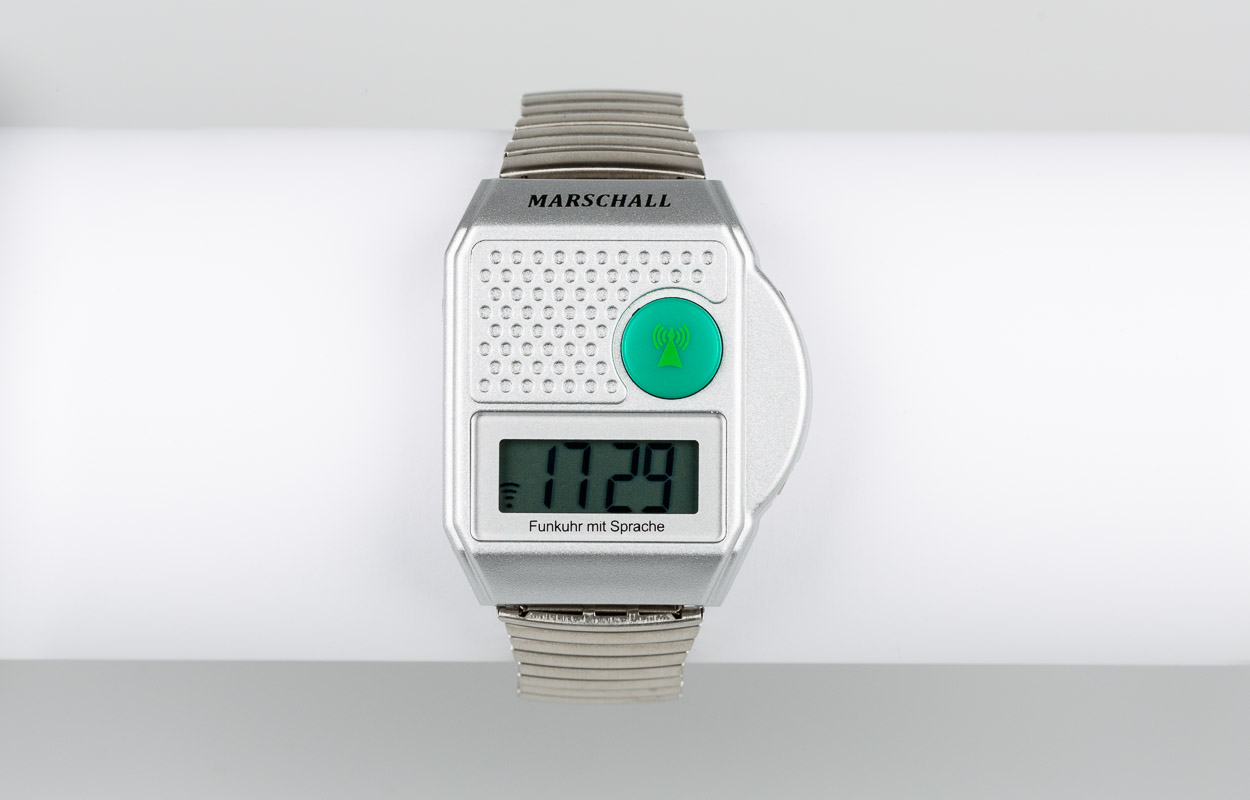 MARSCHALL
17 29
Funkuhr mit Sprache